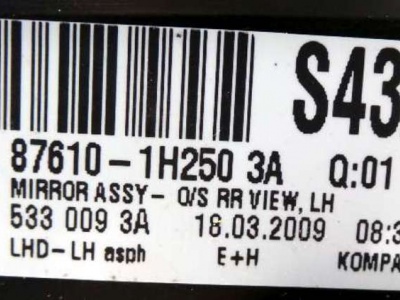 S43
87610-1H250 3A Q:01
MIRROR ASSY- O/S RR VIEW, LH
533 009 3A 18.03.2009 08:3
LHD-LH asph E+H KOMPA